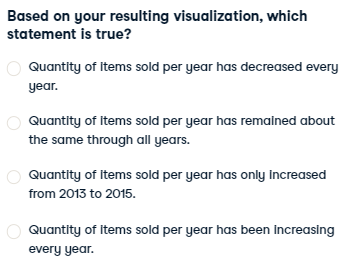 Based on your resulting visualization, which
statement is true?
Quantity of items sold per year has decreased every
year.
Quantity of items sold per year has remained about
the same through all years.
Quantity of items sold per year has only increased
from 2013 to 2015.
Quantity of items sold per year has been increasing
every year.